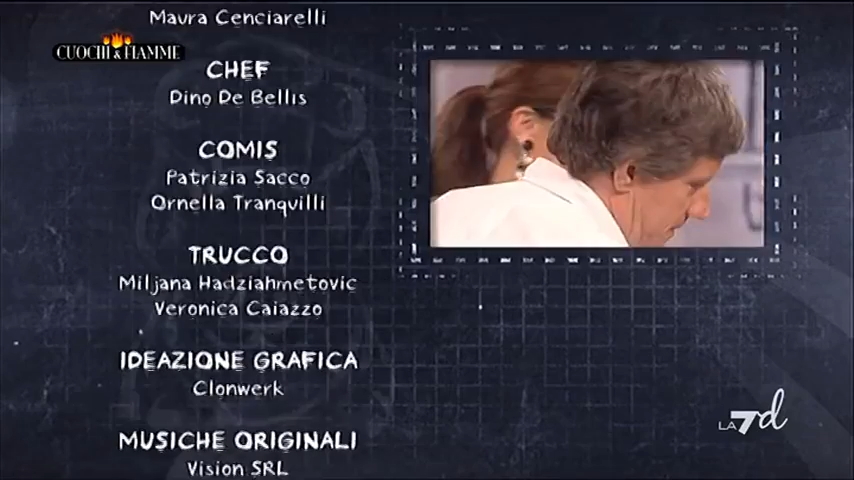 Maura Cenciarelli
CUOCHI & FIAMME
CHEF
Dino De Bellis
COMIS
Patrizia Sacco
Ornella Tranquilli
TRUCCO
Miljana Hadziahmetovic
Veronica Caiazzo
IDEAZIONE GRAFICA
Clonwerk
MUSICHE ORIGINALI
Vision SRL
LA7d